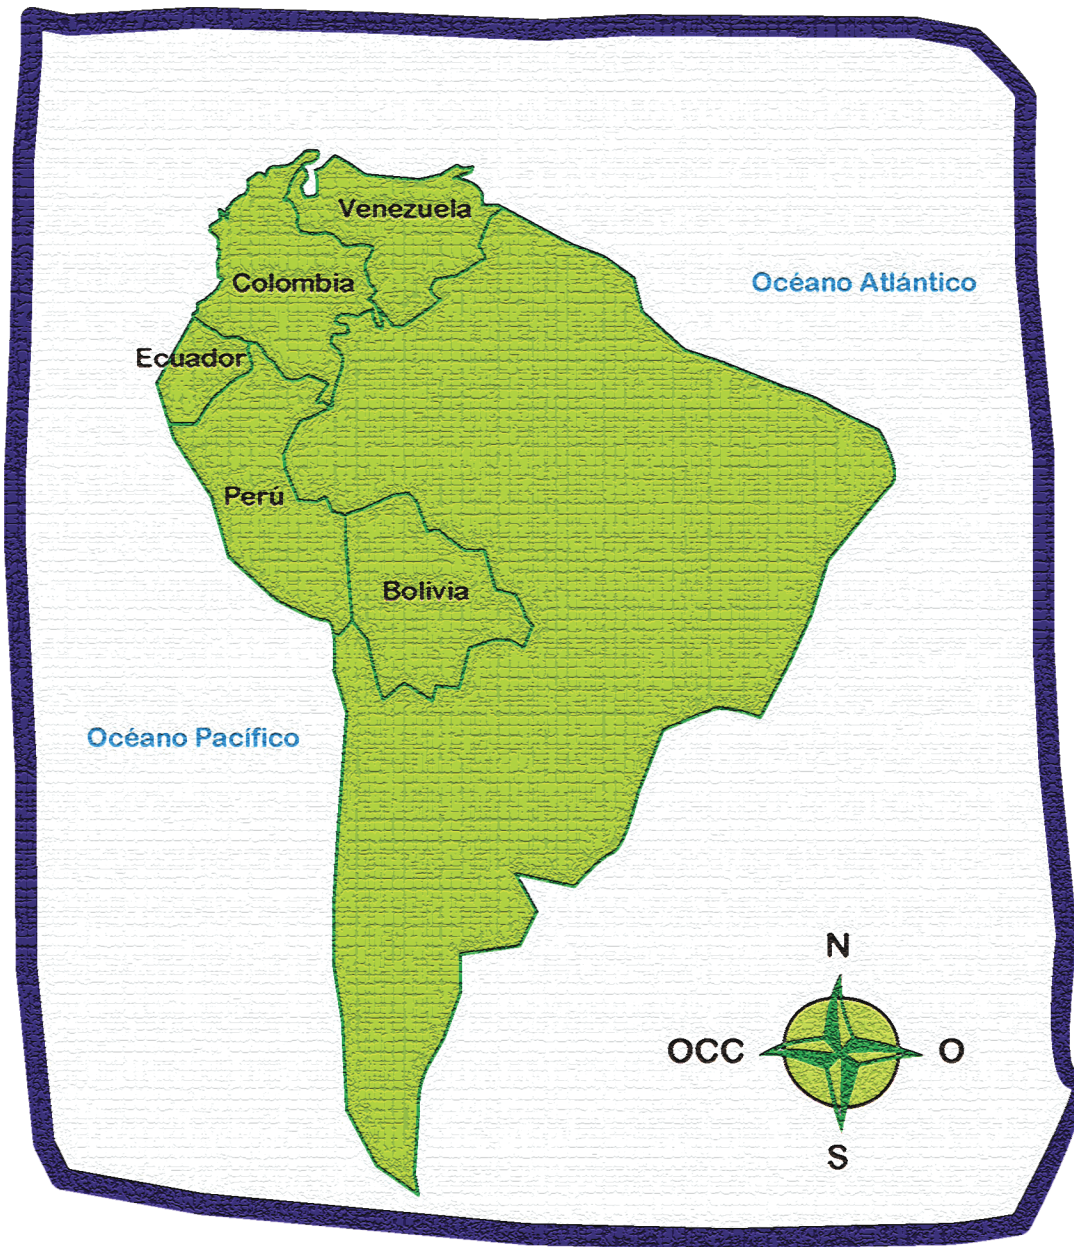 Venezuela
Colombia
Océano Atlántico
Ecuador
Perú
Bolivia
Océano Pacífico
N
OCC
O
S